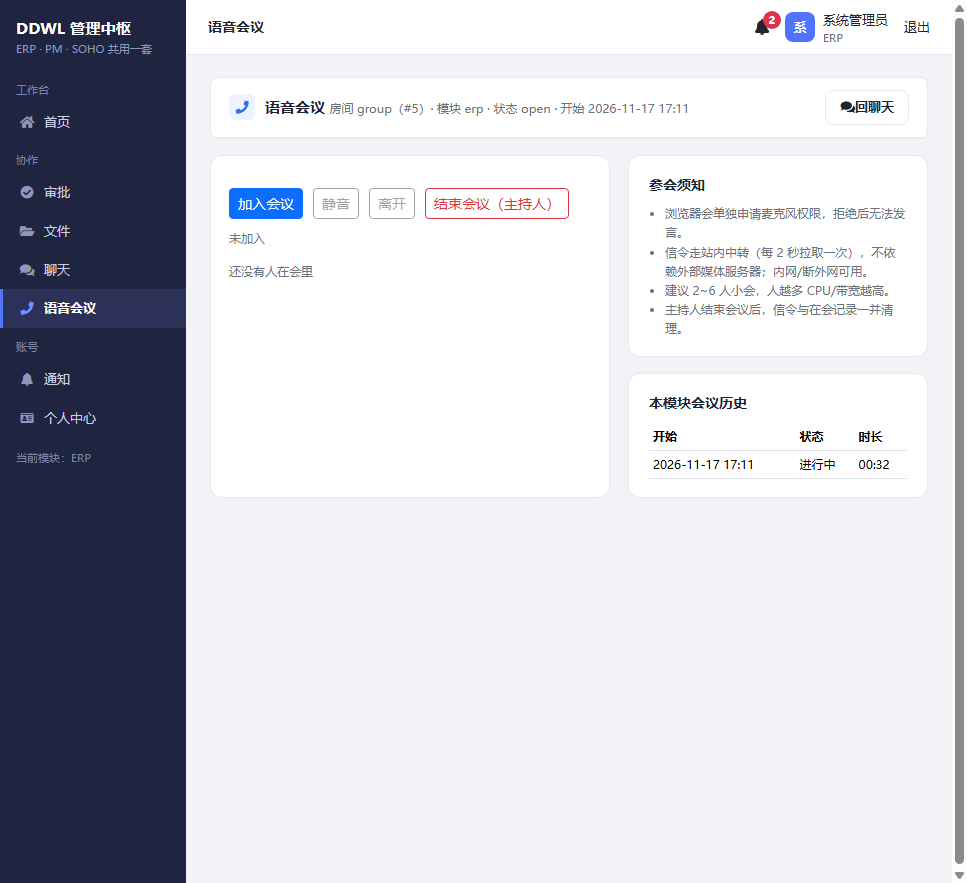 DDWL 管理中枢
ERP · PM · SOHO 共用一套
工作台
首页
协作
审批
文件
聊天
语音会议
账号
通知
个人中心
当前模块：ERP
语音会议
2
系
系统管理员
ERP
退出
语音会议 房间 group（#5）· 模块 erp · 状态 open · 开始 2026-11-17 17:11
回聊天
加入会议
静音
离开
结束会议（主持人）
未加入
还没有人在会里
参会须知
浏览器会单独申请麦克风权限，拒绝后无法发
言。
信令走站内中转（每 2 秒拉取一次），不依
赖外部媒体服务器；内网/断外网可用。
建议 2~6 人小会，人越多 CPU/带宽越高。
主持人结束会议后，信令与在会记录一并清
理。
本模块会议历史
开始 状态 时长
2026-11-17 17:11 进行中 00:32